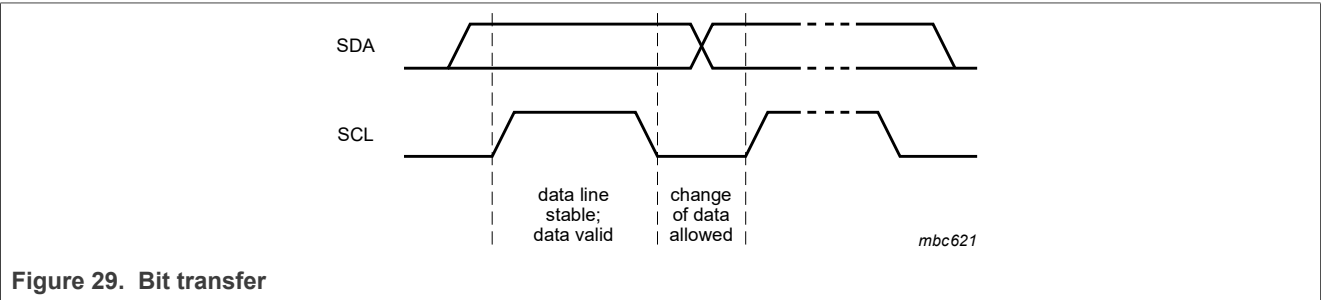 SDA
SCL
data line
stable;
data valid
change
of data
allowed
mbc621
Figure 29. Bit transfer